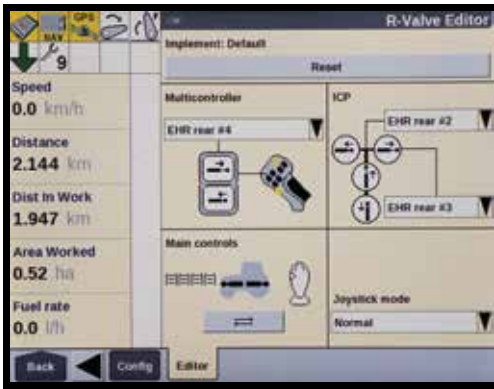 GPS
NAV
R-Valve Editor
9
Implement: Default
Reset
Speed
0.0 km/h
Multicontroller
ICP
EHR rear #4
EHR rear #2
Distance
2.144 km
Dist In Work
1.947 km
EHR rear #3
Area Worked
0.52 ha
Main controls
Fuel rate
0.0 l/h
Joystick mode
Normal
Back
Config
Editor